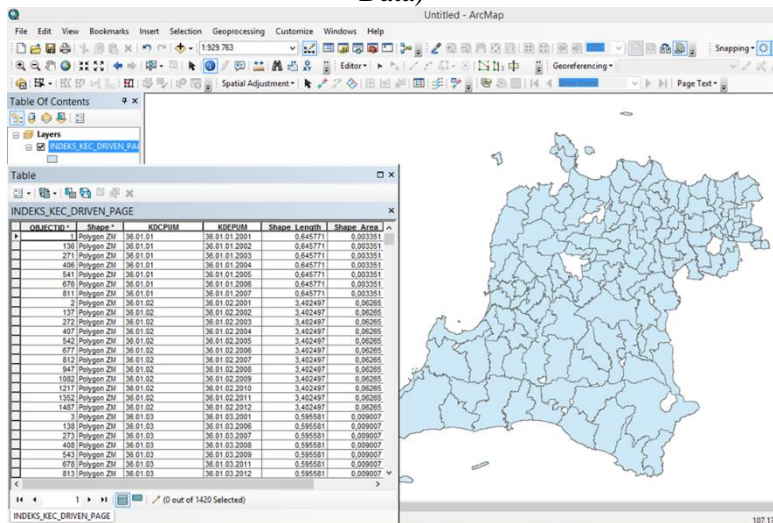 Data)
Untitled - ArcMap
File Edit View Bookmarks Insert Selection Geoprocessing Customize Windows Help
1:929.763
Snapping
Editor
Georeferencing
Spatial Adjustment
Page Text
Table Of Contents
Layers
INDEKS_KEC_DRIVEN_PA
Table
INDEKS_KEC_DRIVEN_PAGE
OBJECTID * Shape * KDCPUM KDEPUM Shape_Length Shape_Area
1 Polygon ZM 36.01.01 36.01.01.2001 0,645771 0,003351
136 Polygon ZM 36.01.01 36.01.01.2002 0,645771 0,003351
271 Polygon ZM 36.01.01 36.01.01.2003 0,645771 0,003351
406 Polygon ZM 36.01.01 36.01.01.2004 0,645771 0,003351
541 Polygon ZM 36.01.01 36.01.01.2005 0,645771 0,003351
676 Polygon ZM 36.01.01 36.01.01.2006 0,645771 0,003351
811 Polygon ZM 36.01.01 36.01.01.2007 0,645771 0,003351
2 Polygon ZM 36.01.02 36.01.02.2001 3,402497 0,06265
137 Polygon ZM 36.01.02 36.01.02.2002 3,402497 0,06265
272 Polygon ZM 36.01.02 36.01.02.2003 3,402497 0,06265
407 Polygon ZM 36.01.02 36.01.02.2004 3,402497 0,06265
542 Polygon ZM 36.01.02 36.01.02.2005 3,402497 0,06265
677 Polygon ZM 36.01.02 36.01.02.2006 3,402497 0,06265
812 Polygon ZM 36.01.02 36.01.02.2007 3,402497 0,06265
947 Polygon ZM 36.01.02 36.01.02.2008 3,402497 0,06265
1082 Polygon ZM 36.01.02 36.01.02.2009 3,402497 0,06265
1217 Polygon ZM 36.01.02 36.01.02.2010 3,402497 0,06265
1352 Polygon ZM 36.01.02 36.01.02.2011 3,402497 0,06265
1487 Polygon ZM 36.01.02 36.01.02.2012 3,402497 0,06265
3 Polygon ZM 36.01.03 36.01.03.2001 0,595581 0,009007
138 Polygon ZM 36.01.03 36.01.03.2006 0,595581 0,009007
273 Polygon ZM 36.01.03 36.01.03.2007 0,595581 0,009007
408 Polygon ZM 36.01.03 36.01.03.2008 0,595581 0,009007
543 Polygon ZM 36.01.03 36.01.03.2009 0,595581 0,009007
678 Polygon ZM 36.01.03 36.01.03.2011 0,595581 0,009007
813 Polygon ZM 36.01.03 36.01.03.2012 0,595581 0,009007
1 (0 out of 1420 Selected)
INDEKS_KEC_DRIVEN_PAGE
107,13